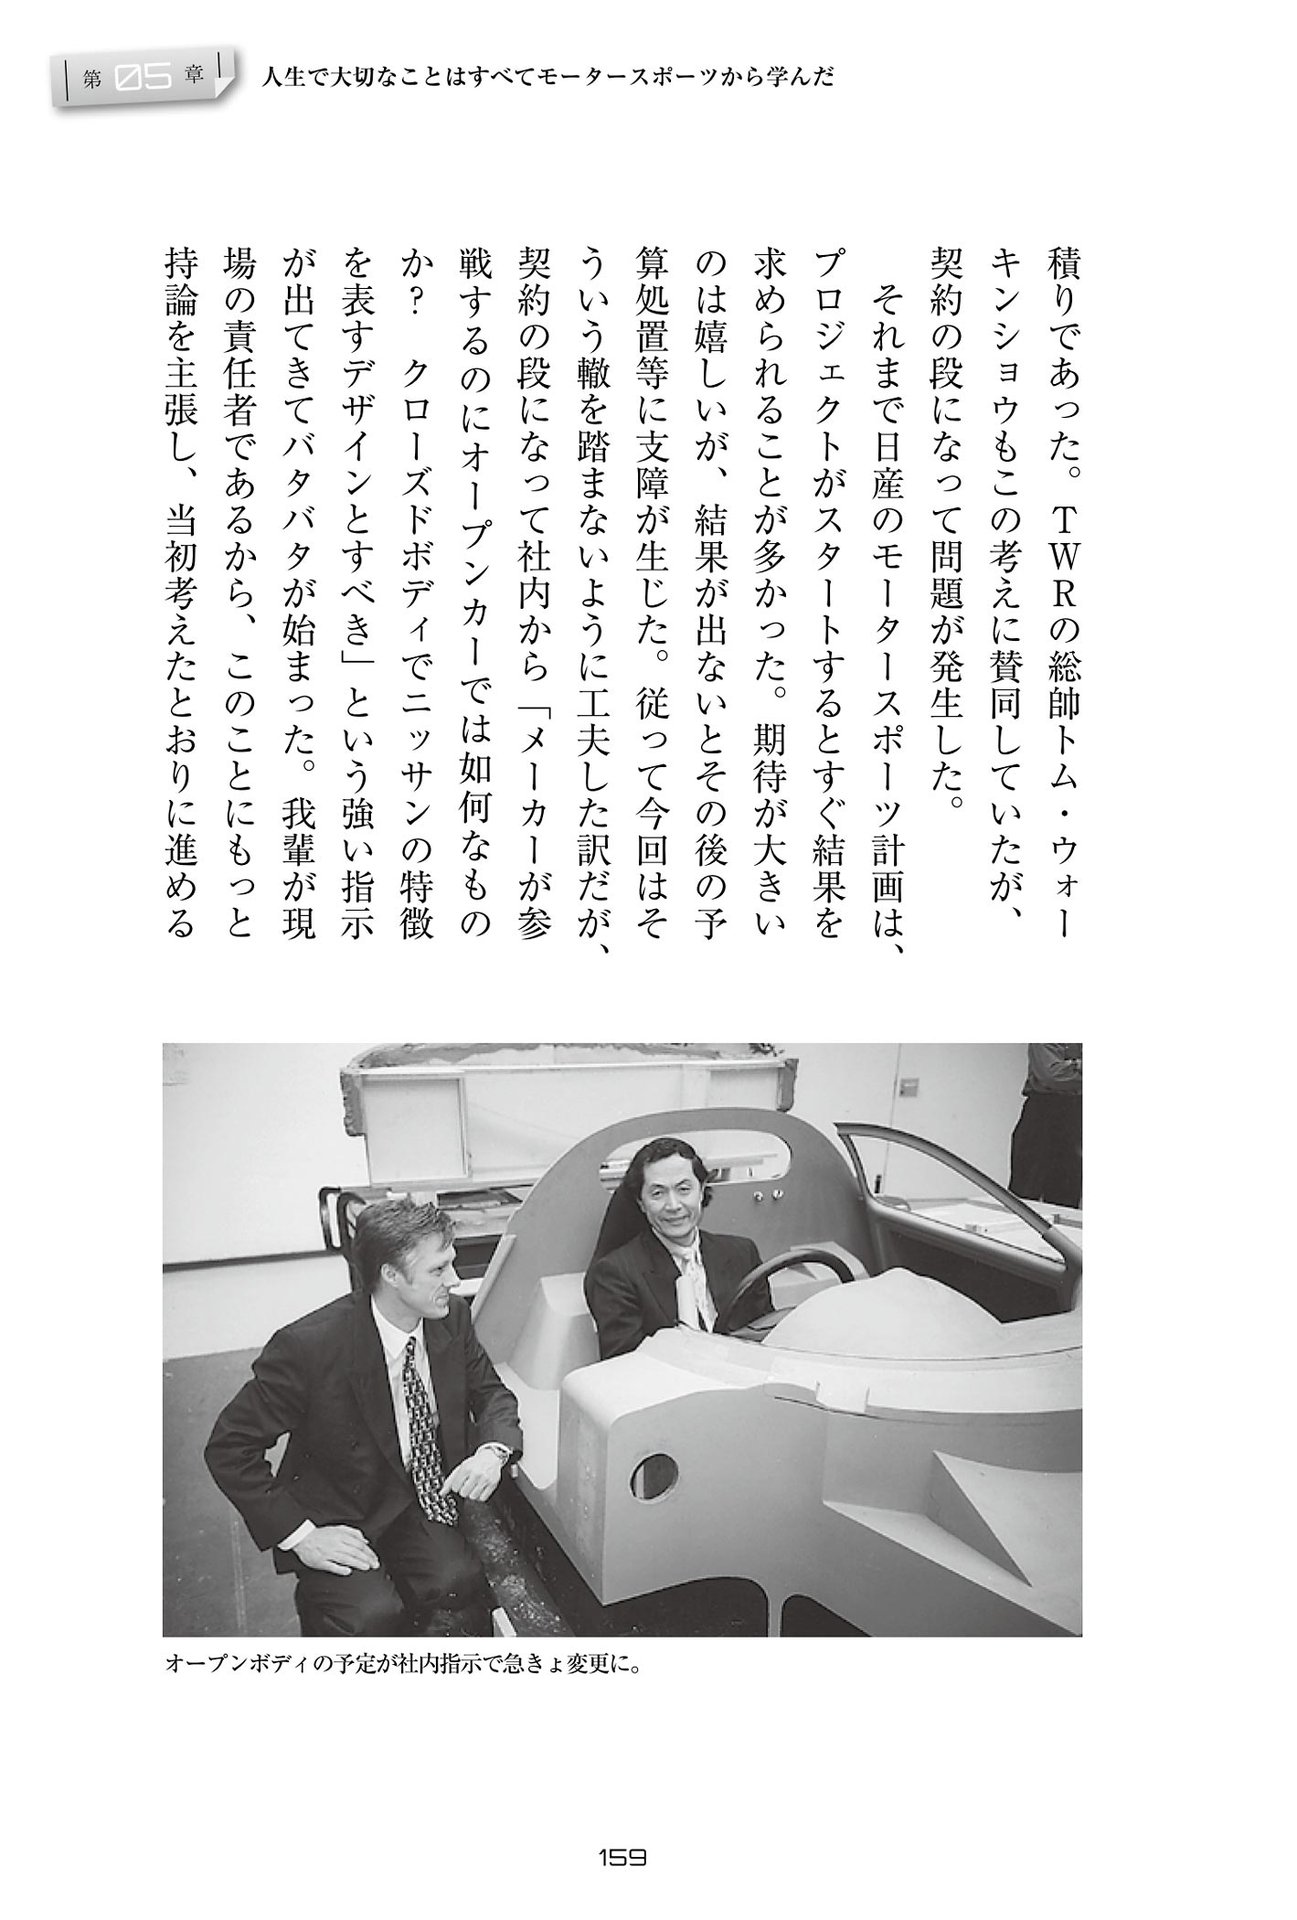 第05章
人生で大切なことはすべてモータースポーツから学んだ
積りであった。TWRの総帥トム・ウォー
キンショウもこの考えに賛同していたが、
契約の段になって問題が発生した。
それまで日産のモータースポーツ計画は、
プロジェクトがスタートするとすぐ結果を
求められることが多かった。期待が大きい
のは嬉しいが、結果が出ないとその後の予
算処置等に支障が生じた。従って今回はそ
ういう轍を踏まないように工夫した訳だが、
契約の段になって社内から「メーカーが参
戦するのにオープンカーでは如何なもの
か？　クローズドボディでニッサンの特徴
を表すデザインとすべき」という強い指示
が出てきてバタバタが始まった。我輩が現
場の責任者であるから、このことにもっと
持論を主張し、当初考えたとおりに進める
オープンボディの予定が社内指示で急きょ変更に。
159